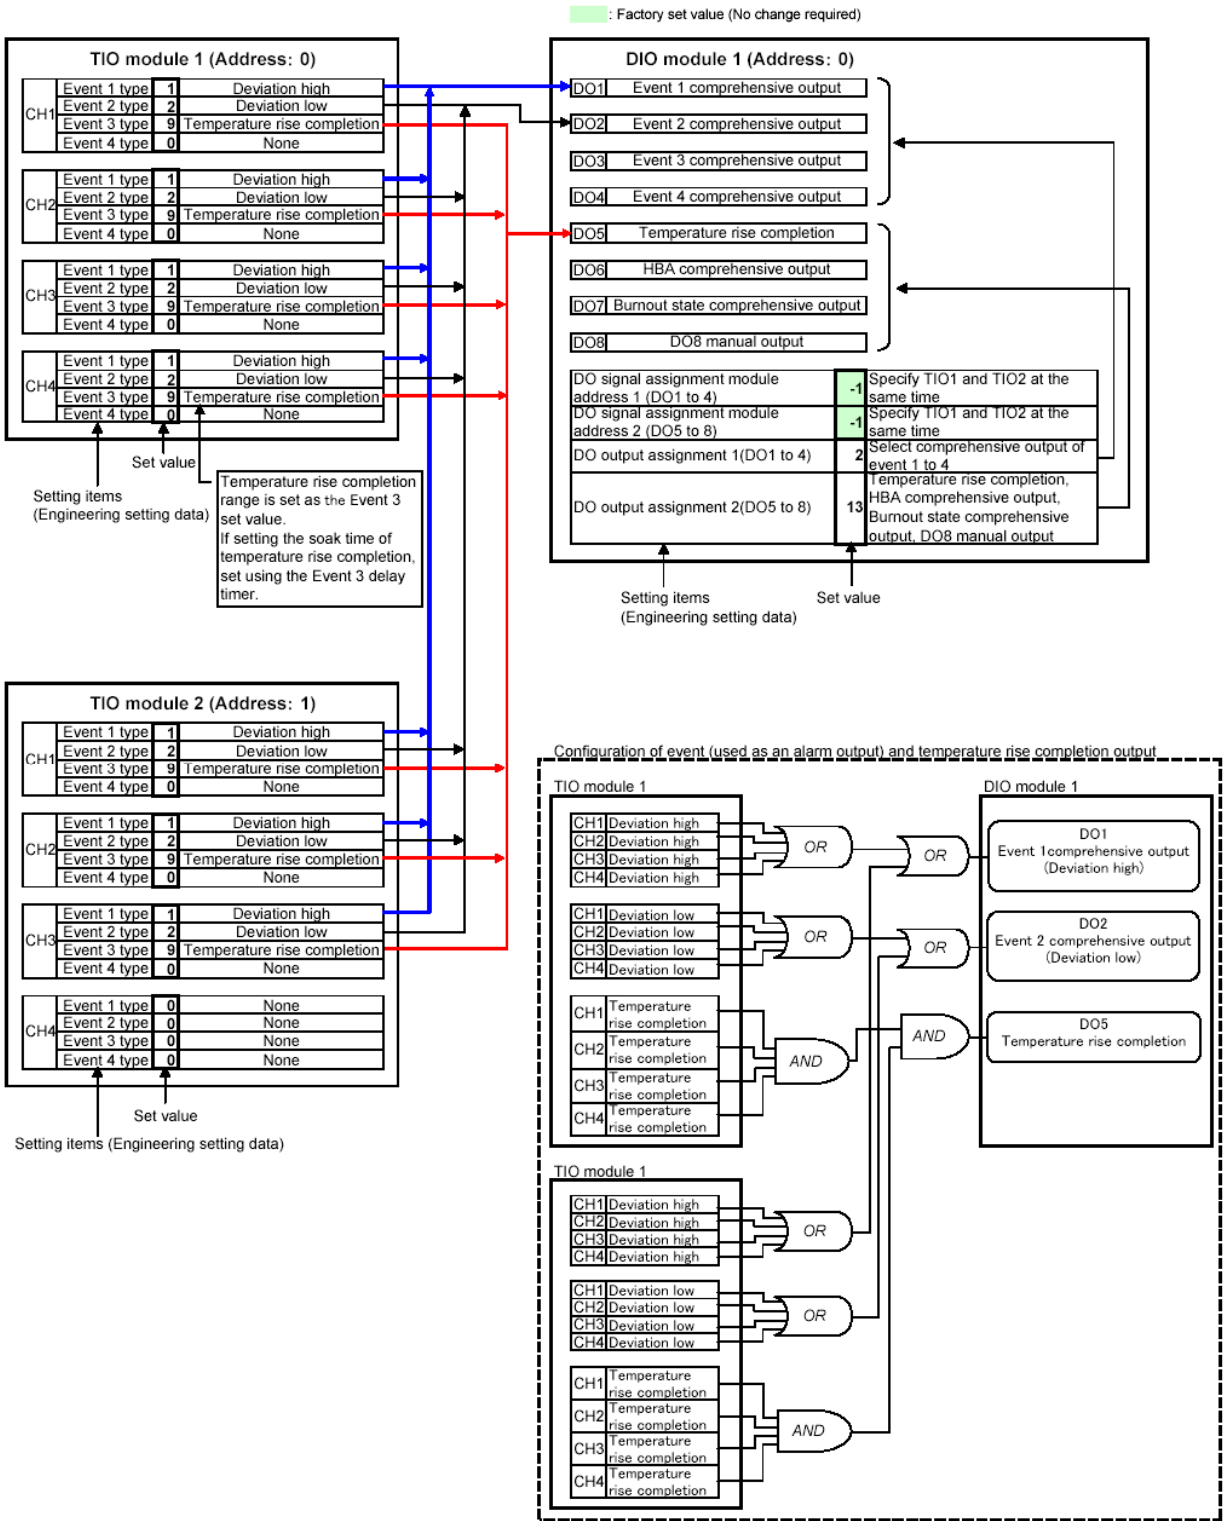 : Factory set value (No change required)
TIO module 1 (Address: 0)
CH1
Event 1 type 1 Deviation high
Event 2 type 2 Deviation low
Event 3 type 9 Temperature rise completion
Event 4 type 0 None
CH2
Event 1 type 1 Deviation high
Event 2 type 2 Deviation low
Event 3 type 9 Temperature rise completion
Event 4 type 0 None
CH3
Event 1 type 1 Deviation high
Event 2 type 2 Deviation low
Event 3 type 9 Temperature rise completion
Event 4 type 0 None
CH4
Event 1 type 1 Deviation high
Event 2 type 2 Deviation low
Event 3 type 9 Temperature rise completion
Event 4 type 0 None
Set value
Setting items
(Engineering setting data)
Temperature rise completion
range is set as the Event 3
set value.
If setting the soak time of
temperature rise completion,
set using the Event 3 delay
timer.
DIO module 1 (Address: 0)
DO1 Event 1 comprehensive output
DO2 Event 2 comprehensive output
DO3 Event 3 comprehensive output
DO4 Event 4 comprehensive output
DO5 Temperature rise completion
DO6 HBA comprehensive output
DO7 Burnout state comprehensive output
DO8 DO8 manual output
DO signal assignment module
address 1 (DO1 to 4)
-1
Specify TIO1 and TIO2 at the
same time
DO signal assignment module
address 2 (DO5 to 8)
-1
Specify TIO1 and TIO2 at the
same time
DO output assignment 1(DO1 to 4)
2
Select comprehensive output of
event 1 to 4
DO output assignment 2(DO5 to 8)
13
Temperature rise completion,
HBA comprehensive output,
Burnout state comprehensive
output, DO8 manual output
Setting items
(Engineering setting data)
Set value
TIO module 2 (Address: 1)
CH1
Event 1 type 1 Deviation high
Event 2 type 2 Deviation low
Event 3 type 9 Temperature rise completion
Event 4 type 0 None
CH2
Event 1 type 1 Deviation high
Event 2 type 2 Deviation low
Event 3 type 9 Temperature rise completion
Event 4 type 0 None
CH3
Event 1 type 1 Deviation high
Event 2 type 2 Deviation low
Event 3 type 9 Temperature rise completion
Event 4 type 0 None
CH4
Event 1 type 0 None
Event 2 type 0 None
Event 3 type 0 None
Event 4 type 0 None
Set value
Setting items (Engineering setting data)
Configuration of event (used as an alarm output) and temperature rise completion output
TIO module 1
CH1 Deviation high
CH2 Deviation high
CH3 Deviation high
CH4 Deviation high
OR
OR
CH1 Deviation low
CH2 Deviation low
CH3 Deviation low
CH4 Deviation low
OR
OR
CH1 Temperature
rise completion
CH2 Temperature
rise completion
CH3 Temperature
rise completion
CH4 Temperature
rise completion
AND
AND
DIO module 1
DO1
Event 1comprehensive output
(Deviation high)
DO2
Event 2 comprehensive output
(Deviation low)
DO5
Temperature rise completion
TIO module 1
CH1 Deviation high
CH2 Deviation high
CH3 Deviation high
CH4 Deviation high
OR
CH1 Deviation low
CH2 Deviation low
CH3 Deviation low
CH4 Deviation low
OR
CH1 Temperature
rise completion
CH2 Temperature
rise completion
CH3 Temperature
rise completion
CH4 Temperature
rise completion
AND